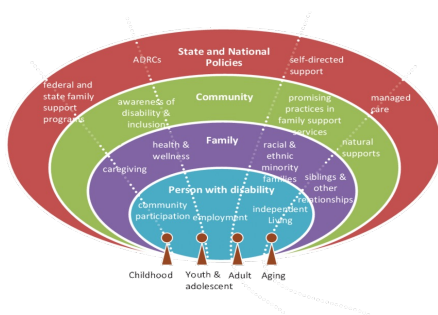 State and National
Policies
ADRCs
self-directed
support
federal and
state family
support
programs
managed
care
Community
awareness of
disability &
inclusion
promising
practices in
family support
services
natural
supports
Family
health &
wellness
racial &
ethnic
minority
families
caregiving
siblings &
other
relationships
Person with disability
community
participation
employment
independent
Living
Childhood
Youth &
adolescent
Adult
Aging